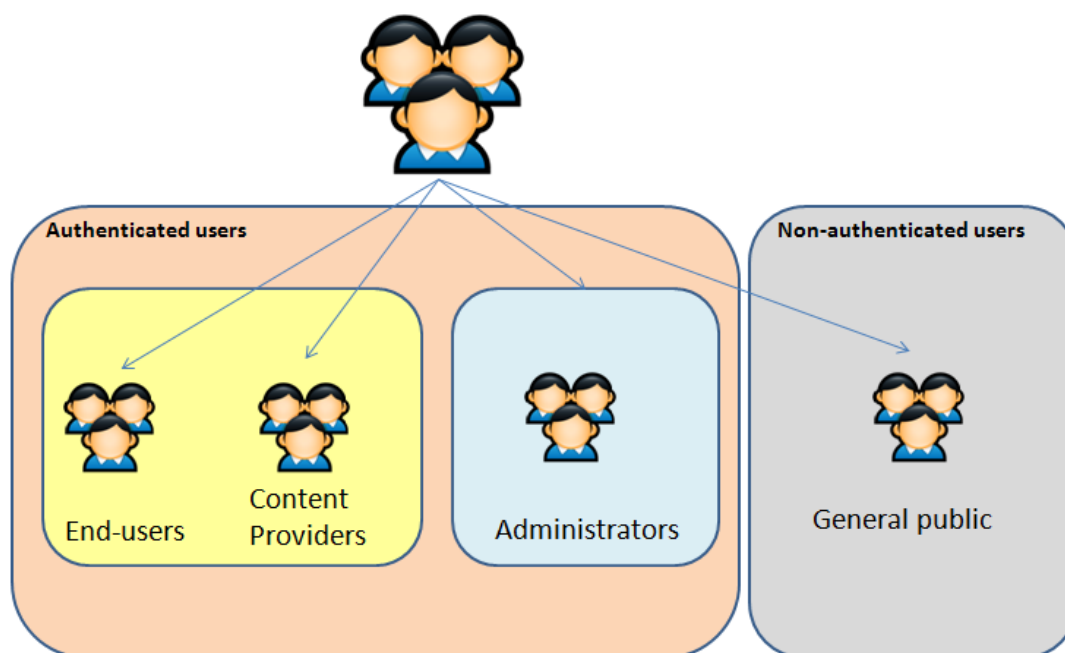 Authenticated users
Non-authenticated users
End-users
Content
Providers
Administrators
General public